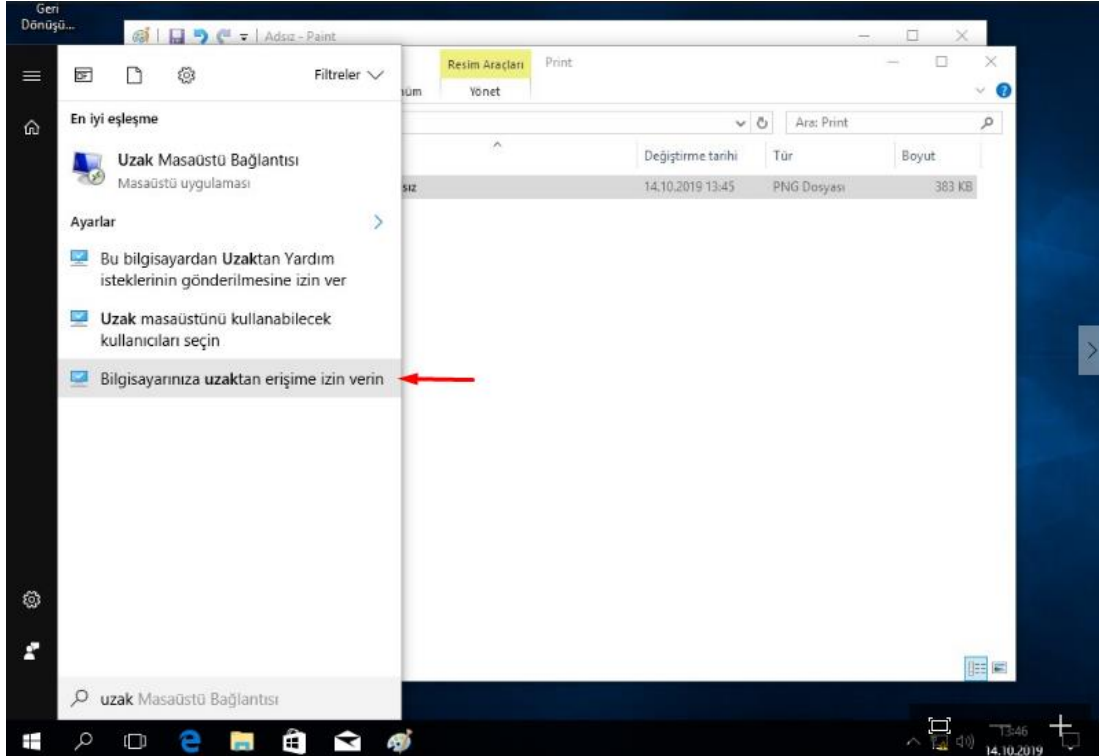 Geri
Dönüşü...
Adsız - Paint
Filtreler
Resim Araçları
Print
Yönet
En iyi eşleşme
Ara: Print
Uzak Masaüstü Bağlantısı
Masaüstü uygulaması
Değiştirme tarihi
Tür
Boyut
14.10.2019 13:45
PNG Dosyası
383 KB
Ayarlar
Bu bilgisayardan Uzaktan Yardım
isteklerinin gönderilmesine izin ver
Uzak masaüstünü kullanabilecek
kullanıcıları seçin
Bilgisayarınıza uzaktan erişime izin verin
uzak Masaüstü Bağlantısı
13:46
14.10.2019